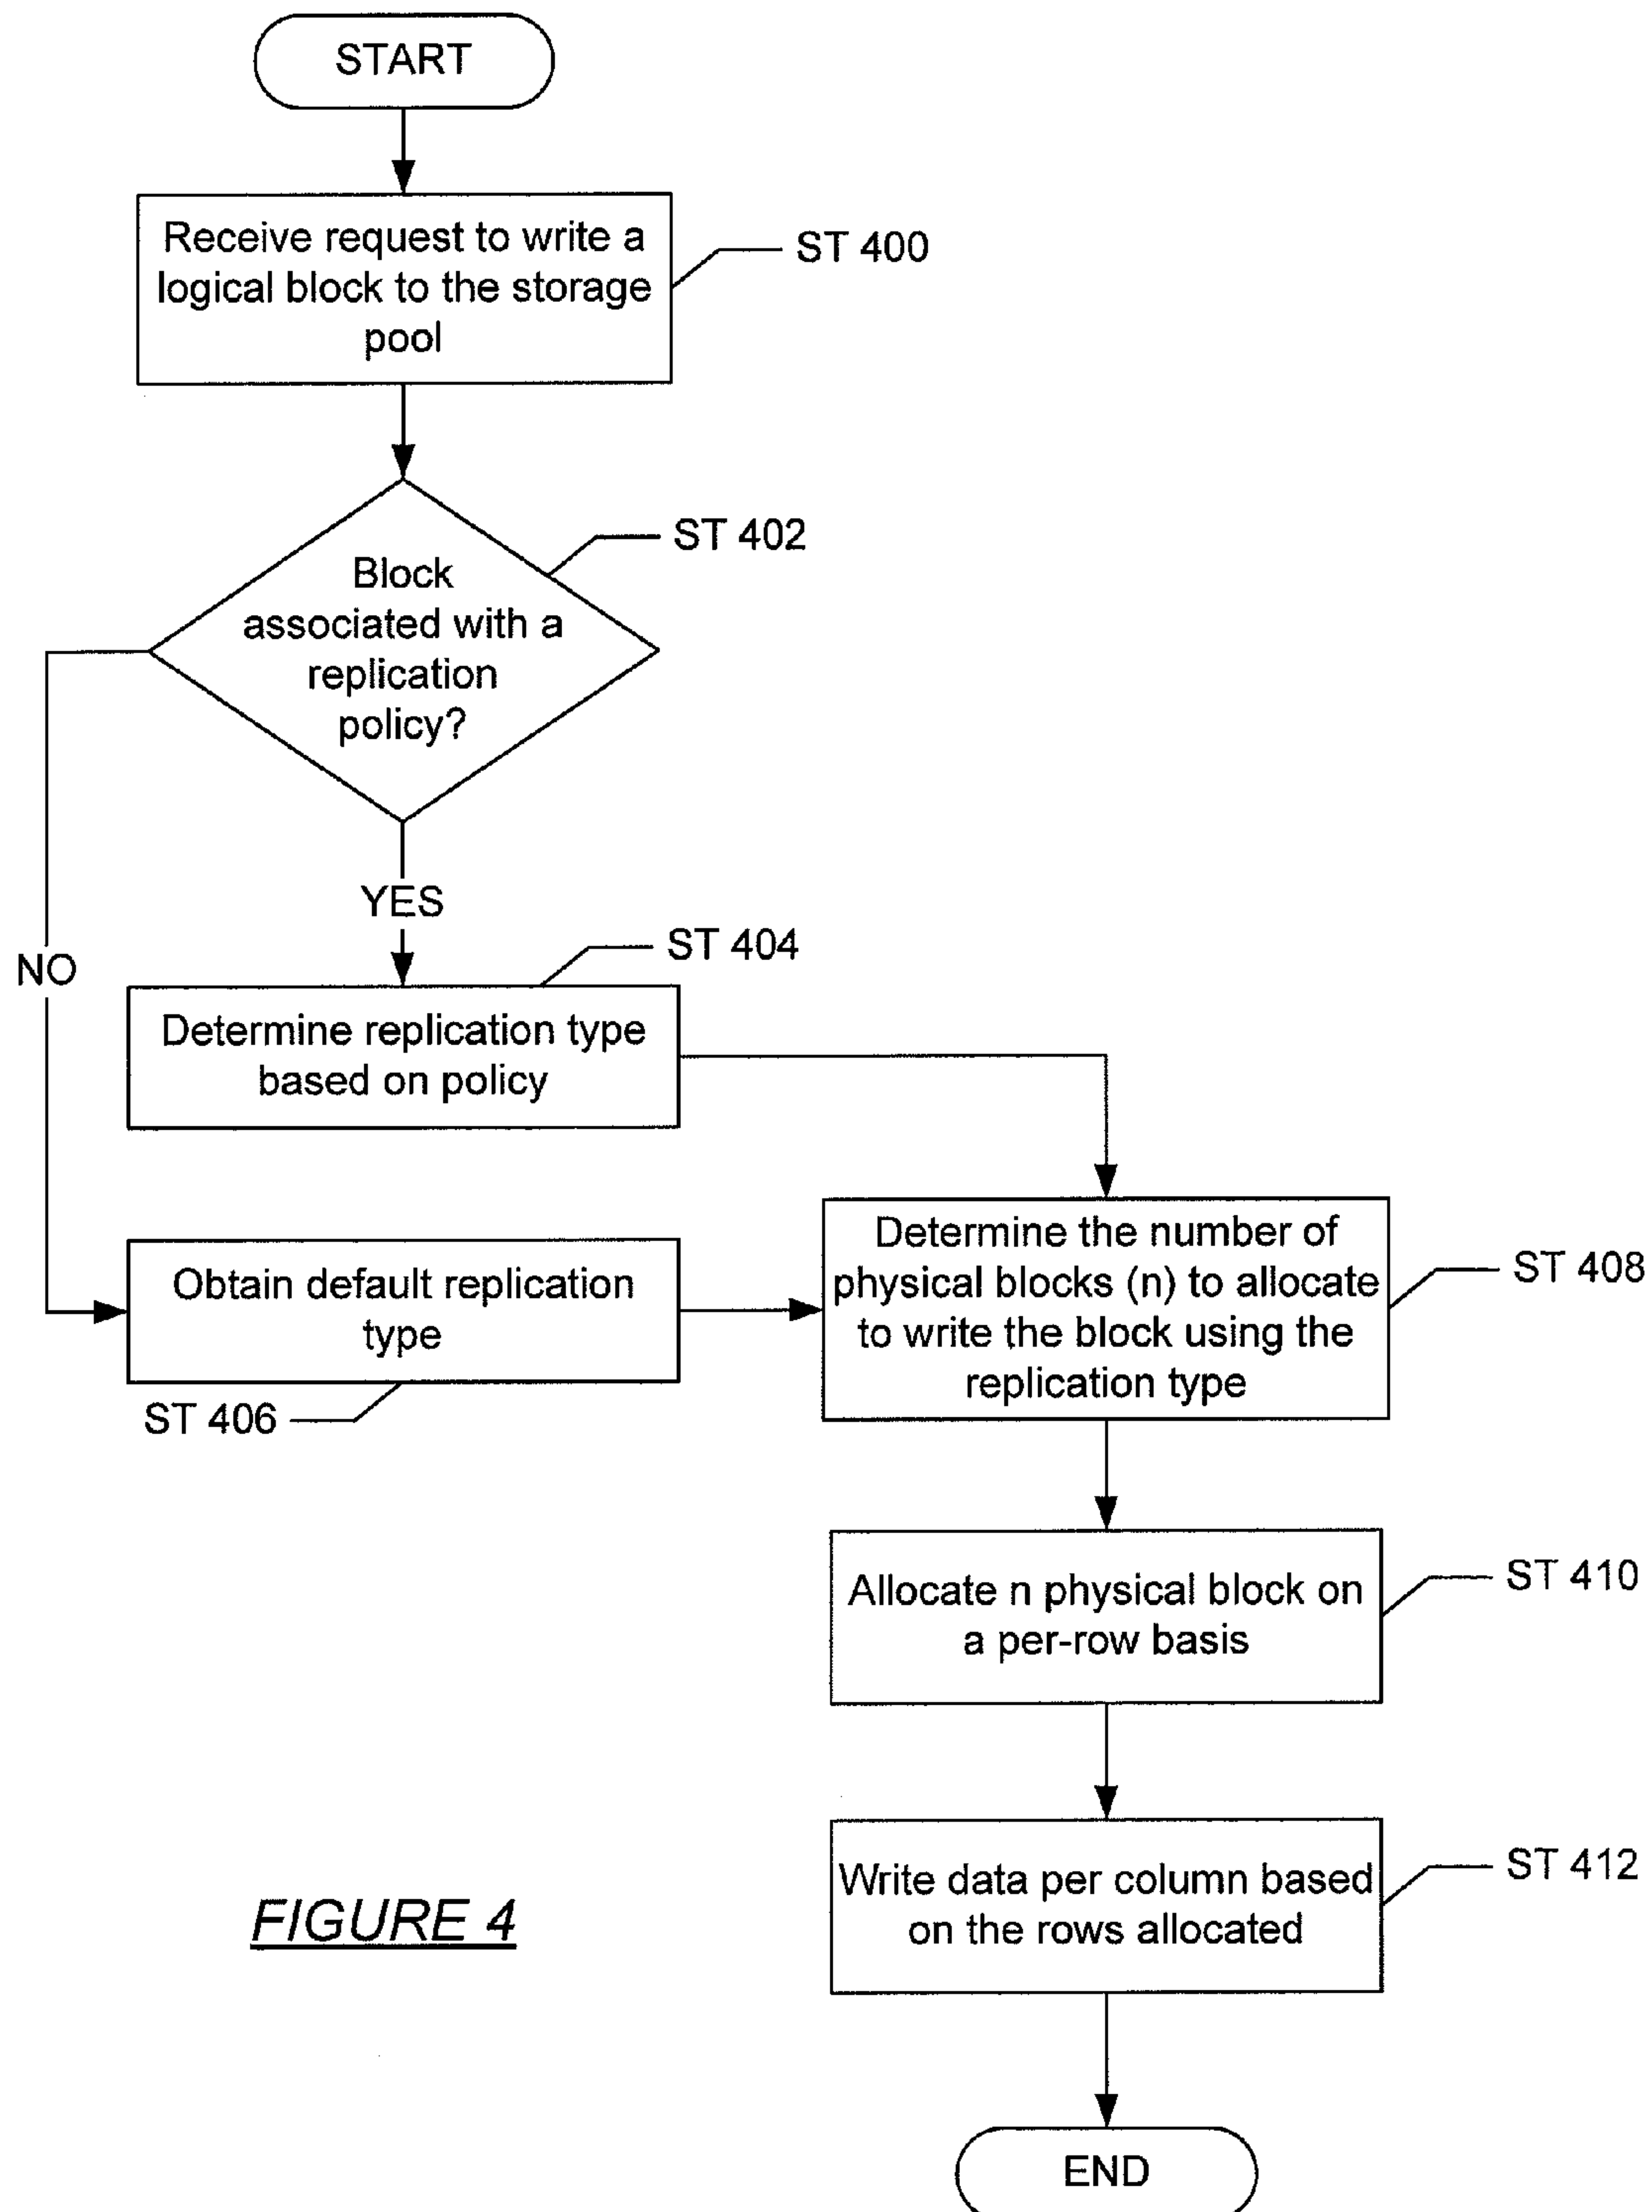 START
Receive request to write a
logical block to the storage
pool
ST 400
Block
associated with a
replication
policy?
ST 402
YES
NO
Determine replication type
based on policy
ST 404
Obtain default replication
type
ST 406
Determine the number of
physical blocks (n) to allocate
to write the block using the
replication type
ST 408
Allocate n physical block on
a per-row basis
ST 410
Write data per column based
on the rows allocated
ST 412
FIGURE 4
END